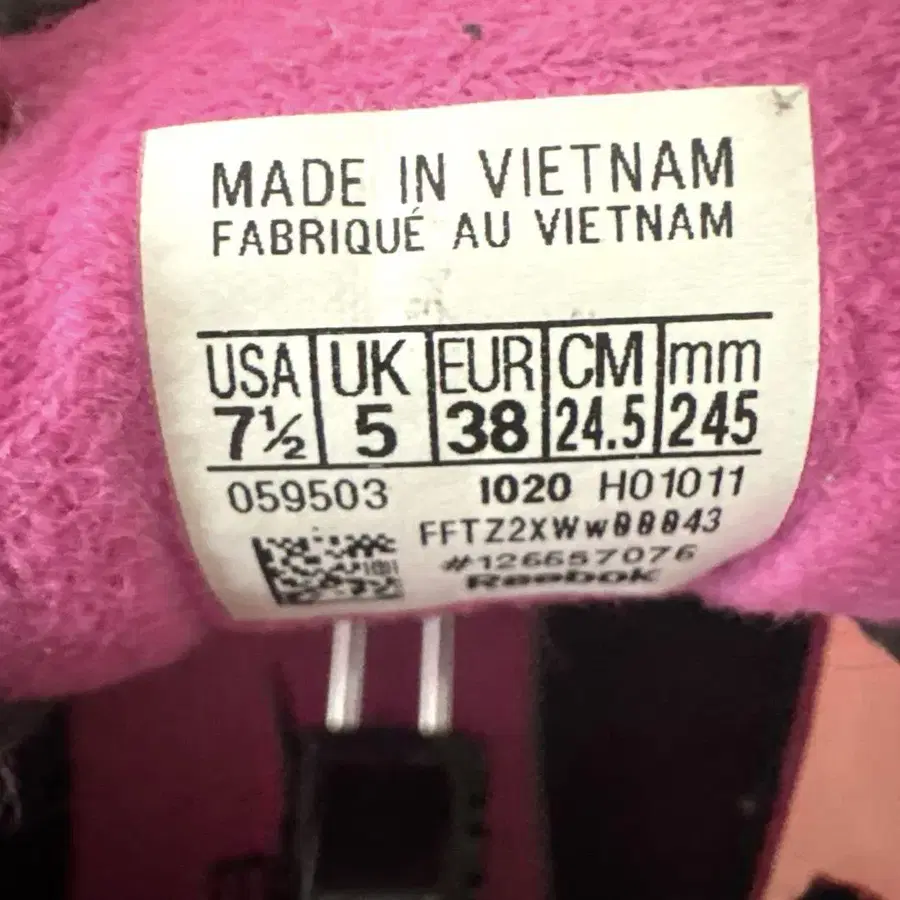 MADE IN VIETNAM
FABRIQUÉ AU VIETNAM
USA UK EUR CM mm
7½ 5 38 24.5 245
059503 1020 H01011
FFTZ2XWw00043
#126657076
Reebok